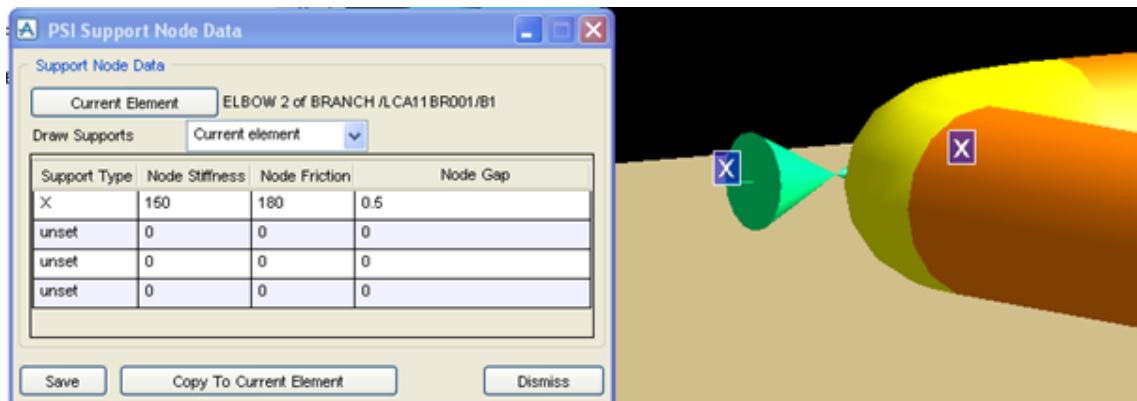 PSI Support Node Data
Support Node Data
Current Element ELBOW 2 of BRANCH /LCA11BR001/B1
Draw Supports Current element
Support Type Node Stiffness Node Friction Node Gap
X 150 180 0.5
unset 0 0 0
unset 0 0 0
unset 0 0 0
Save Copy To Current Element Dismiss
X
X